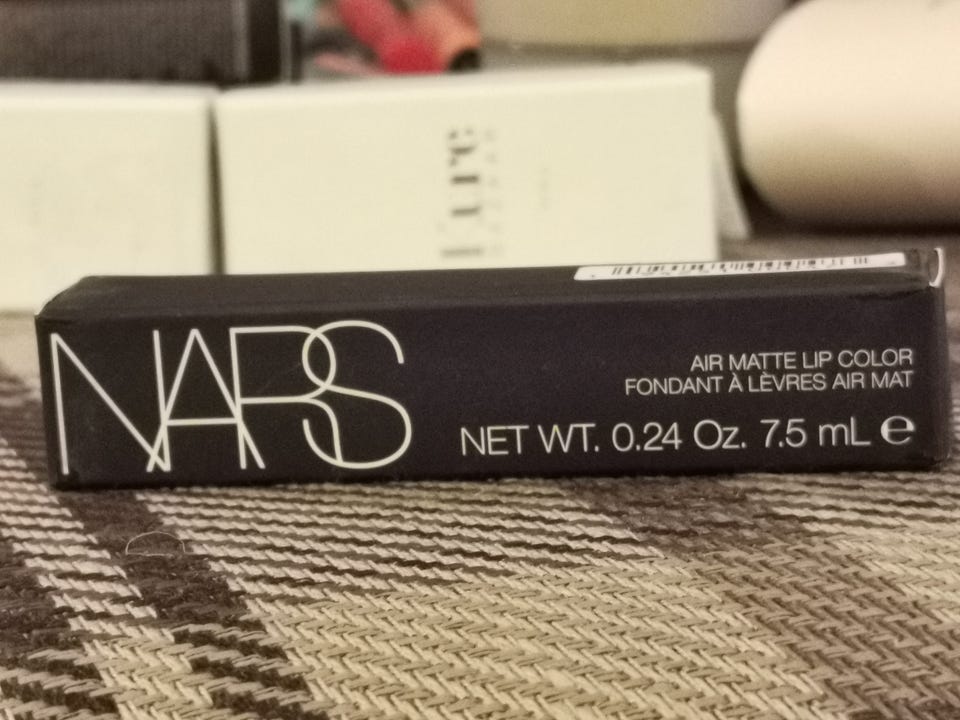 NARS
AIR MATTE LIP COLOR
FONDANT À LÈVRES AIR MAT
NET WT. 0.24 Oz. 7.5 mL ℮